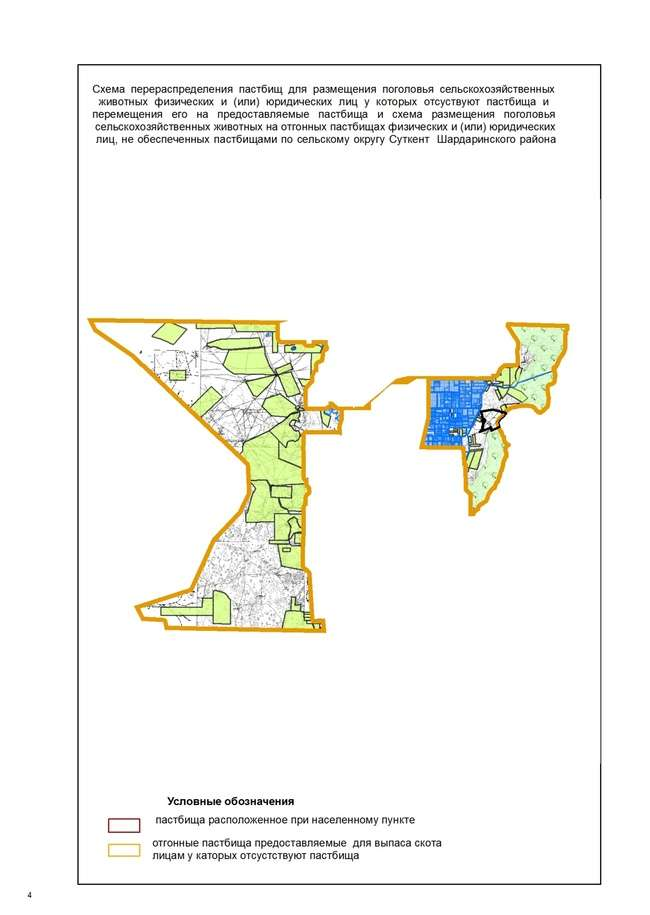 Схема перераспределения пастбищ для размещения поголовья сельскохозяйственных
животных физических и (или) юридических лиц у которых отсуствуют пастбища и
перемещения его на предоставляемые пастбища и схема размещения поголовья
сельскохозяйственных животных на отгонных пастбищах физических и (или) юридических
лиц, не обеспеченных пастбищами по сельскому округу Суткент Шардаринского района
Условные обозначения
пастбища расположенное при населенному пункте
отгонные пастбища предоставляемые для выпаса скота
лицам у каторых отсустствуют пастбища
4